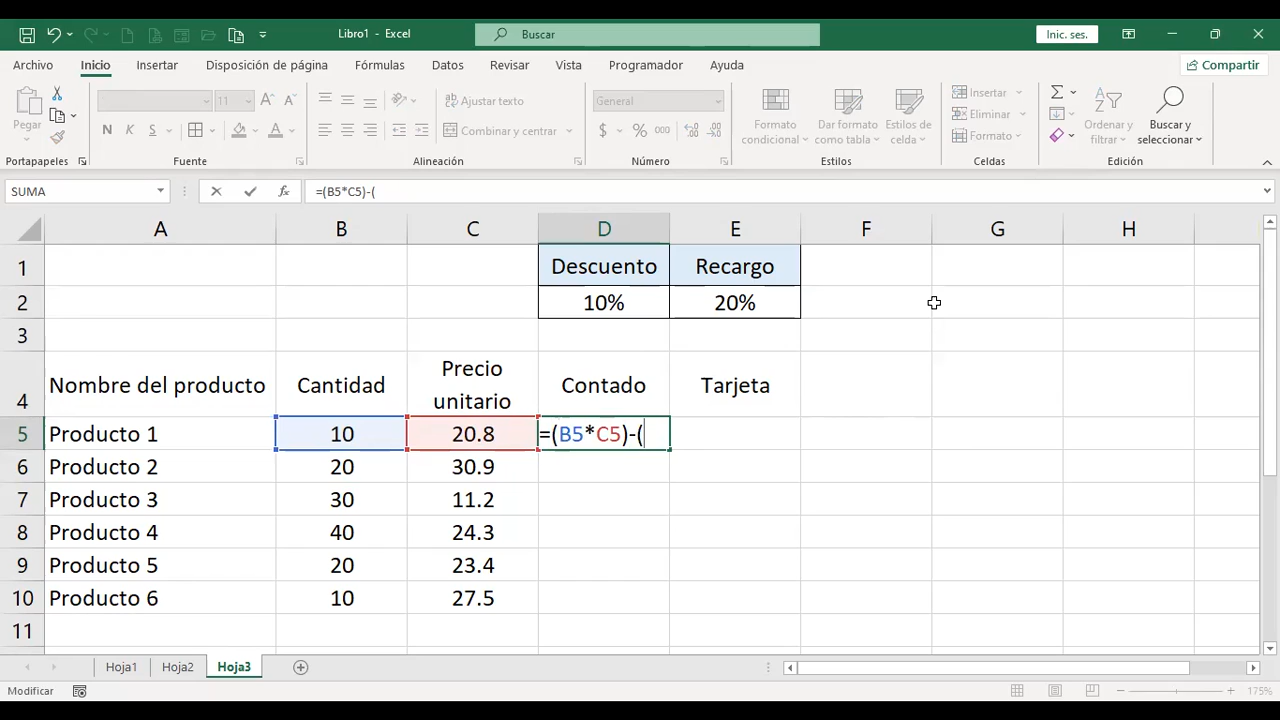 Libro1 - Excel
Buscar
Inic. ses.
Archivo Inicio Insertar Disposición de página Fórmulas Datos Revisar Vista Programador Ayuda Compartir
Pegar
11
N K S
Ajustar texto
Combinar y centrar
General
$ % 000
Formato condicional
Dar formato como tabla
Estilos de celda
Insertar
Eliminar
Formato
Ordenar y filtrar
Buscar y seleccionar
Portapapeles Fuente Alineación Número Estilos Celdas Edición
SUMA fx =(B5*C5)-(
A B C D E F G H
1 Descuento Recargo
2 10% 20%
3
4 Nombre del producto Cantidad Precio unitario Contado Tarjeta
5 Producto 1 10 20.8 =(B5*C5)-(
6 Producto 2 20 30.9
7 Producto 3 30 11.2
8 Producto 4 40 24.3
9 Producto 5 20 23.4
10 Producto 6 10 27.5
11
Hoja1 Hoja2 Hoja3
Modificar 175%